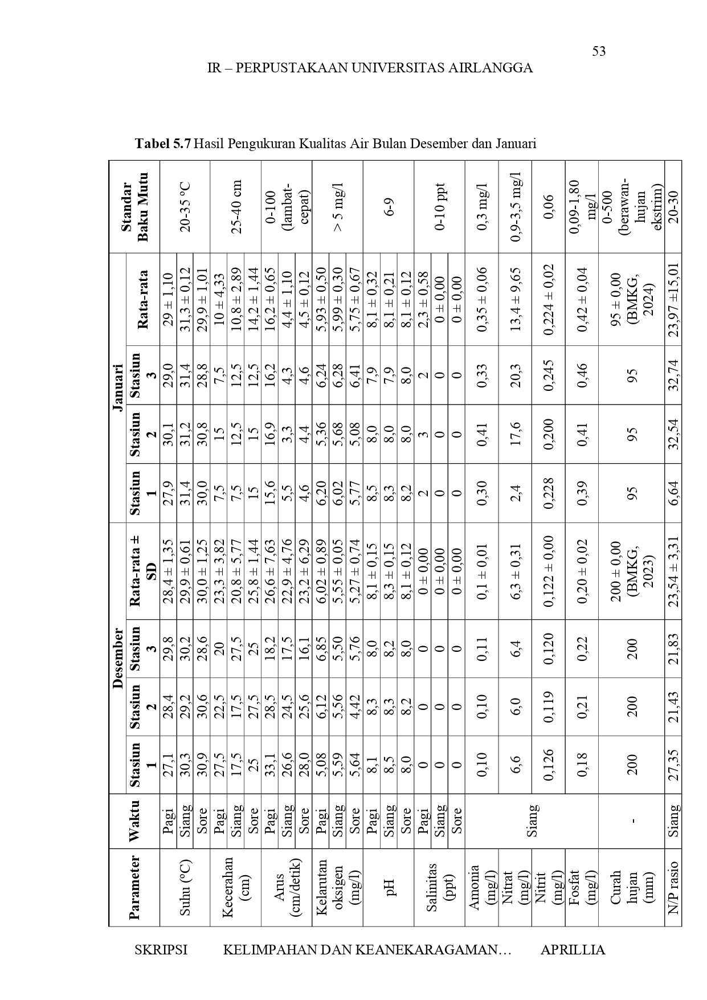 53
IR – PERPUSTAKAAN UNIVERSITAS AIRLANGGA
Tabel 5.7 Hasil Pengukuran Kualitas Air Bulan Desember dan Januari
Parameter Waktu Desember Januari Standar Baku Mutu
Stasiun 1 Stasiun 2 Stasiun 3 Rata-rata ± SD Stasiun 1 Stasiun 2 Stasiun 3 Rata-rata
Suhu (°C) Pagi 27,1 28,4 29,8 28,4 ± 1,35 27,9 30,1 29,0 29 ± 1,10 20-35 °C
Siang 30,3 29,2 30,2 29,9 ± 0,61 31,4 31,2 31,4 31,3 ± 0,12
Sore 30,9 30,6 28,6 30,0 ± 1,25 30,0 30,8 28,8 29,9 ± 1,01
Kecerahan (cm) Pagi 27,5 22,5 20 23,3 ± 3,82 7,5 15 7,5 10 ± 4,33 25-40 cm
Siang 17,5 17,5 27,5 20,8 ± 5,77 7,5 12,5 12,5 10,8 ± 2,89
Sore 25 27,5 25 25,8 ± 1,44 15 15 12,5 14,2 ± 1,44
Arus (cm/detik) Pagi 33,1 28,5 18,2 26,6 ± 7,63 15,6 16,9 16,2 16,2 ± 0,65 0-100 (lambat-cepat)
Siang 26,6 24,5 17,5 22,9 ± 4,76 5,5 3,3 4,3 4,4 ± 1,10
Sore 28,0 25,6 16,1 23,2 ± 6,29 4,6 4,4 4,6 4,5 ± 0,12
Kelarutan oksigen (mg/l) Pagi 5,08 6,12 6,85 6,02 ± 0,89 6,20 5,36 6,24 5,93 ± 0,50 > 5 mg/l
Siang 5,59 5,56 5,50 5,55 ± 0,05 6,02 5,68 6,28 5,99 ± 0,30
Sore 5,64 4,42 5,76 5,27 ± 0,74 5,77 5,08 6,41 5,75 ± 0,67
pH Pagi 8,1 8,3 8,0 8,1 ± 0,15 8,5 8,0 7,9 8,1 ± 0,32 6-9
Siang 8,5 8,3 8,2 8,3 ± 0,15 8,3 8,0 7,9 8,1 ± 0,21
Sore 8,0 8,2 8,0 8,1 ± 0,12 8,2 8,0 8,0 8,1 ± 0,12
Salinitas (ppt) Pagi 0 0 0 0 ± 0,00 2 3 2 2,3 ± 0,58 0-10 ppt
Siang 0 0 0 0 ± 0,00 0 0 0 0 ± 0,00
Sore 0 0 0 0 ± 0,00 0 0 0 0 ± 0,00
Amonia (mg/l) Siang 0,10 0,10 0,11 0,1 ± 0,01 0,30 0,41 0,33 0,35 ± 0,06 0,3 mg/l
Nitrat (mg/l) 6,6 6,0 6,4 6,3 ± 0,31 2,4 17,6 20,3 13,4 ± 9,65 0,9-3,5 mg/l
Nitrit (mg/l) 0,126 0,119 0,120 0,122 ± 0,00 0,228 0,200 0,245 0,224 ± 0,02 0,06
Fosfat (mg/l) 0,18 0,21 0,22 0,20 ± 0,02 0,39 0,41 0,46 0,42 ± 0,04 0,09-1,80 mg/l
Curah hujan (mm) - 200 200 200 200 ± 0,00 (BMKG, 2023) 95 95 95 95 ± 0,00 (BMKG, 2024) 0-500 (berawan-hujan ekstrim)
N/P rasio Siang 27,35 21,43 21,83 23,54 ± 3,31 6,64 32,54 32,74 23,97 ±15,01 20-30
SKRIPSI KELIMPAHAN DAN KEANEKARAGAMAN… APRILLIA